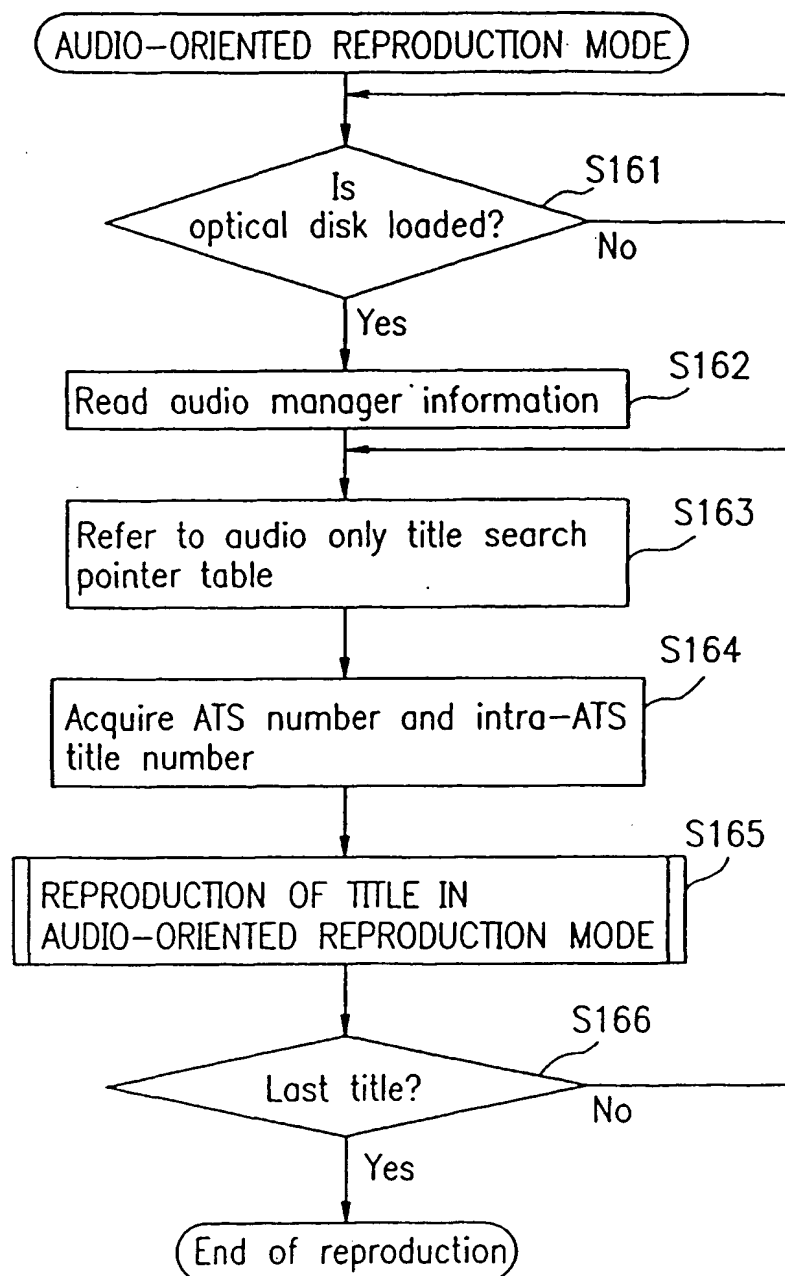 AUDIO-ORIENTED REPRODUCTION MODE
S161
Is
optical disk loaded?
No
Yes
S162
Read audio manager information
S163
Refer to audio only title search
pointer table
S164
Acquire ATS number and intra-ATS
title number
S165
REPRODUCTION OF TITLE IN
AUDIO-ORIENTED REPRODUCTION MODE
S166
Last title?
No
Yes
End of reproduction